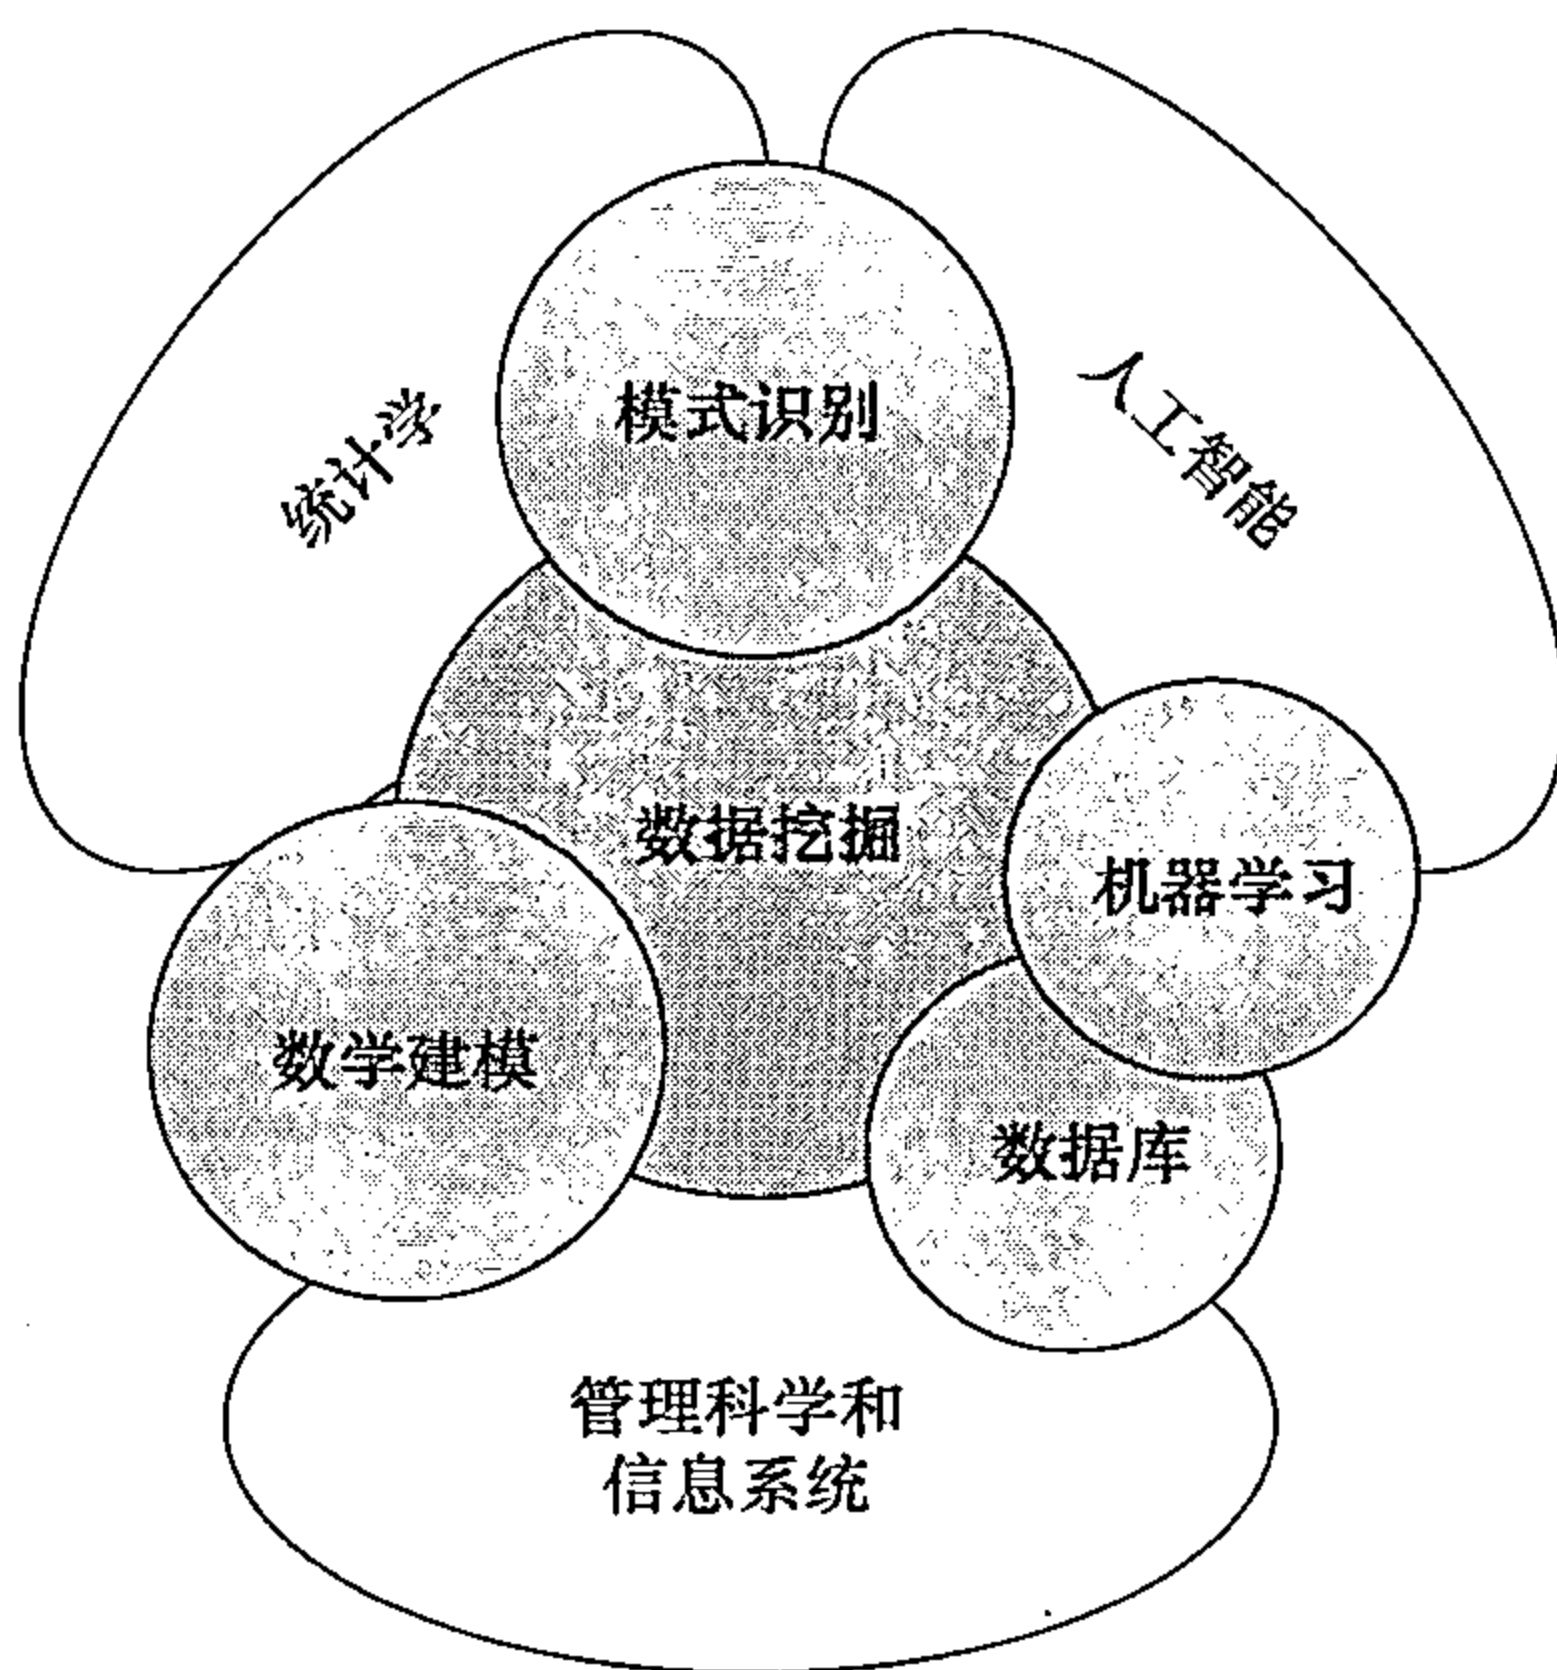 模式识别
统计学
人工智能
数据挖掘
机器学习
数学建模
数据库
管理科学和
信息系统